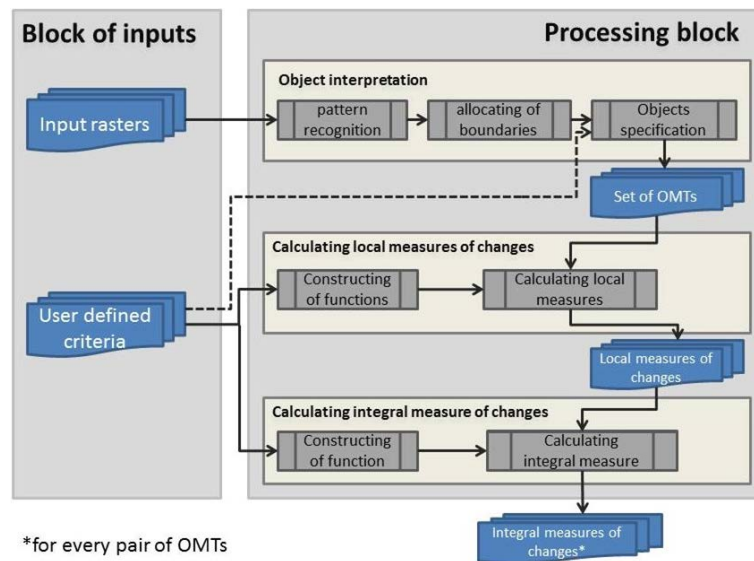 Block of inputs
Processing block
Object interpretation
Input rasters
pattern
recognition
allocating of
boundaries
Objects
specification
Set of OMTs
Calculating local measures of changes
User defined
criteria
Constructing
of functions
Calculating local
measures
Local measures of
changes
Calculating integral measure of changes
Constructing
of function
Calculating
integral measure
Integral measures of
changes*
*for every pair of OMTs